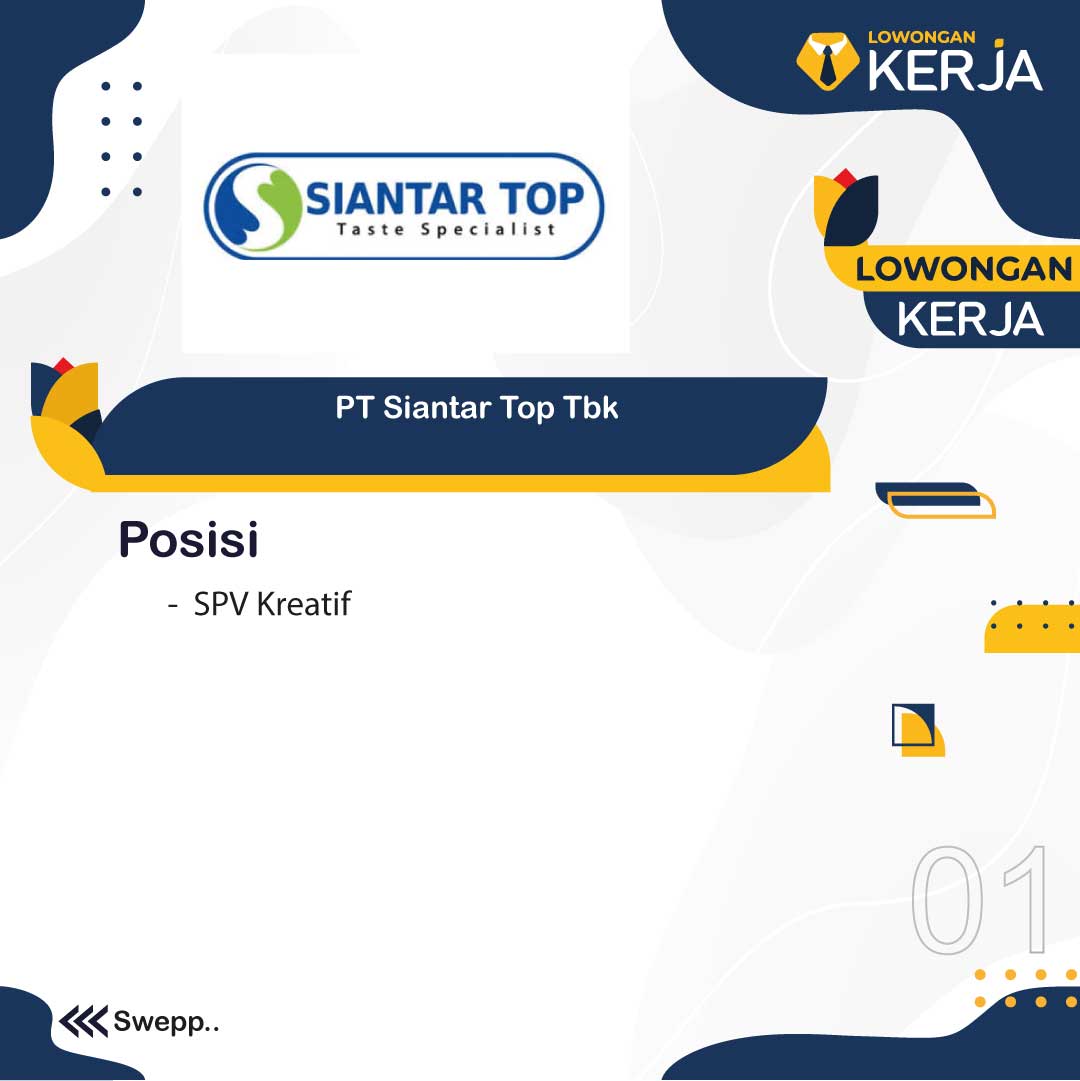 LOWONGAN
KERJA
SIANTAR TOP
Taste Specialist
LOWONGAN
KERJA
PT Siantar Top Tbk
Posisi
- SPV Kreatif
01
Swepp..